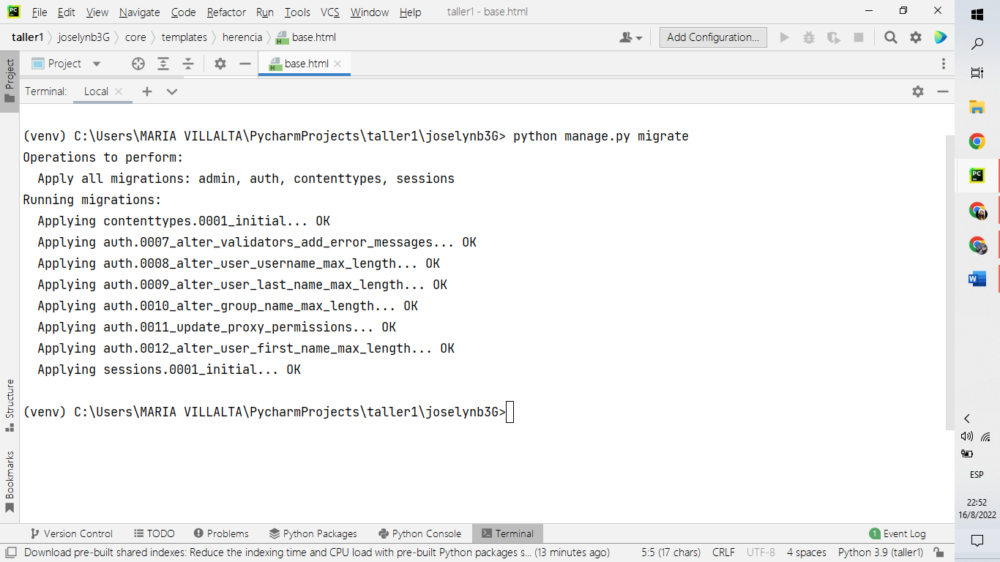 PC File Edit View Navigate Code Refactor Run Tools VCS Window Help taller1 - base.html
taller1 joselynb3G core templates herencia base.html Add Configuration...
Project base.html
Project
Terminal: Local
(venv) C:\Users\MARIA VILLALTA\PycharmProjects\taller1\joselynb3G> python manage.py migrate
Operations to perform:
Apply all migrations: admin, auth, contenttypes, sessions
Running migrations:
Applying contenttypes.0001_initial... OK
Applying auth.0007_alter_validators_add_error_messages... OK
Applying auth.0008_alter_user_username_max_length... OK
Applying auth.0009_alter_user_last_name_max_length... OK
Applying auth.0010_alter_group_name_max_length... OK
Applying auth.0011_update_proxy_permissions... OK
Applying auth.0012_alter_user_first_name_max_length... OK
Applying sessions.0001_initial... OK
(venv) C:\Users\MARIA VILLALTA\PycharmProjects\taller1\joselynb3G>
Structure
Bookmarks
Version Control TODO Problems Python Packages Python Console Terminal 1 Event Log
Download pre-built shared indexes: Reduce the indexing time and CPU load with pre-built Python packages s... (13 minutes ago) 5:5 (17 chars) CRLF UTF-8 4 spaces Python 3.9 (taller1)
PC
W
ESP
22:52
16/8/2022